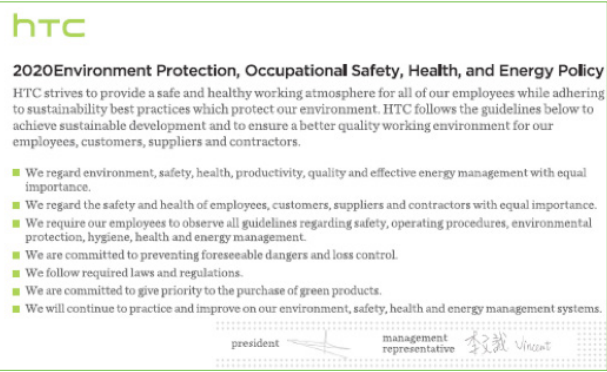 hTC
2020Environment Protection, Occupational Safety, Health, and Energy Policy
HTC strives to provide a safe and healthy working atmosphere for all of our employees while adhering
to sustainability best practices which protect our environment. HTC follows the guidelines below to
achieve sustainable development and to ensure a better quality working environment for our
employees, customers, suppliers and contractors.
We regard environment, safety, health, productivity, quality and effective energy management with equal
importance.
We regard the safety and health of employees, customers, suppliers and contractors with equal importance.
We require our employees to observe all guidelines regarding safety, operating procedures, environmental
protection, hygiene, health and energy management.
We are committed to preventing foreseeable dangers and loss control.
We follow required laws and regulations.
We are committed to give priority to the purchase of green products.
We will continue to practice and improve on our environment, safety, health and energy management systems.
president
management
representative
Vincent